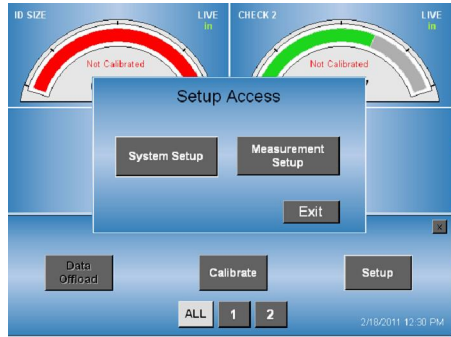 ID SIZE
LIVE
in
CHECK 2
LIVE
in
Not Calibrated
Not Calibrated
Setup Access
System Setup
Measurement
Setup
Exit
x
Data
Offload
Calibrate
Setup
ALL
1
2
2/18/2011 12:30 PM